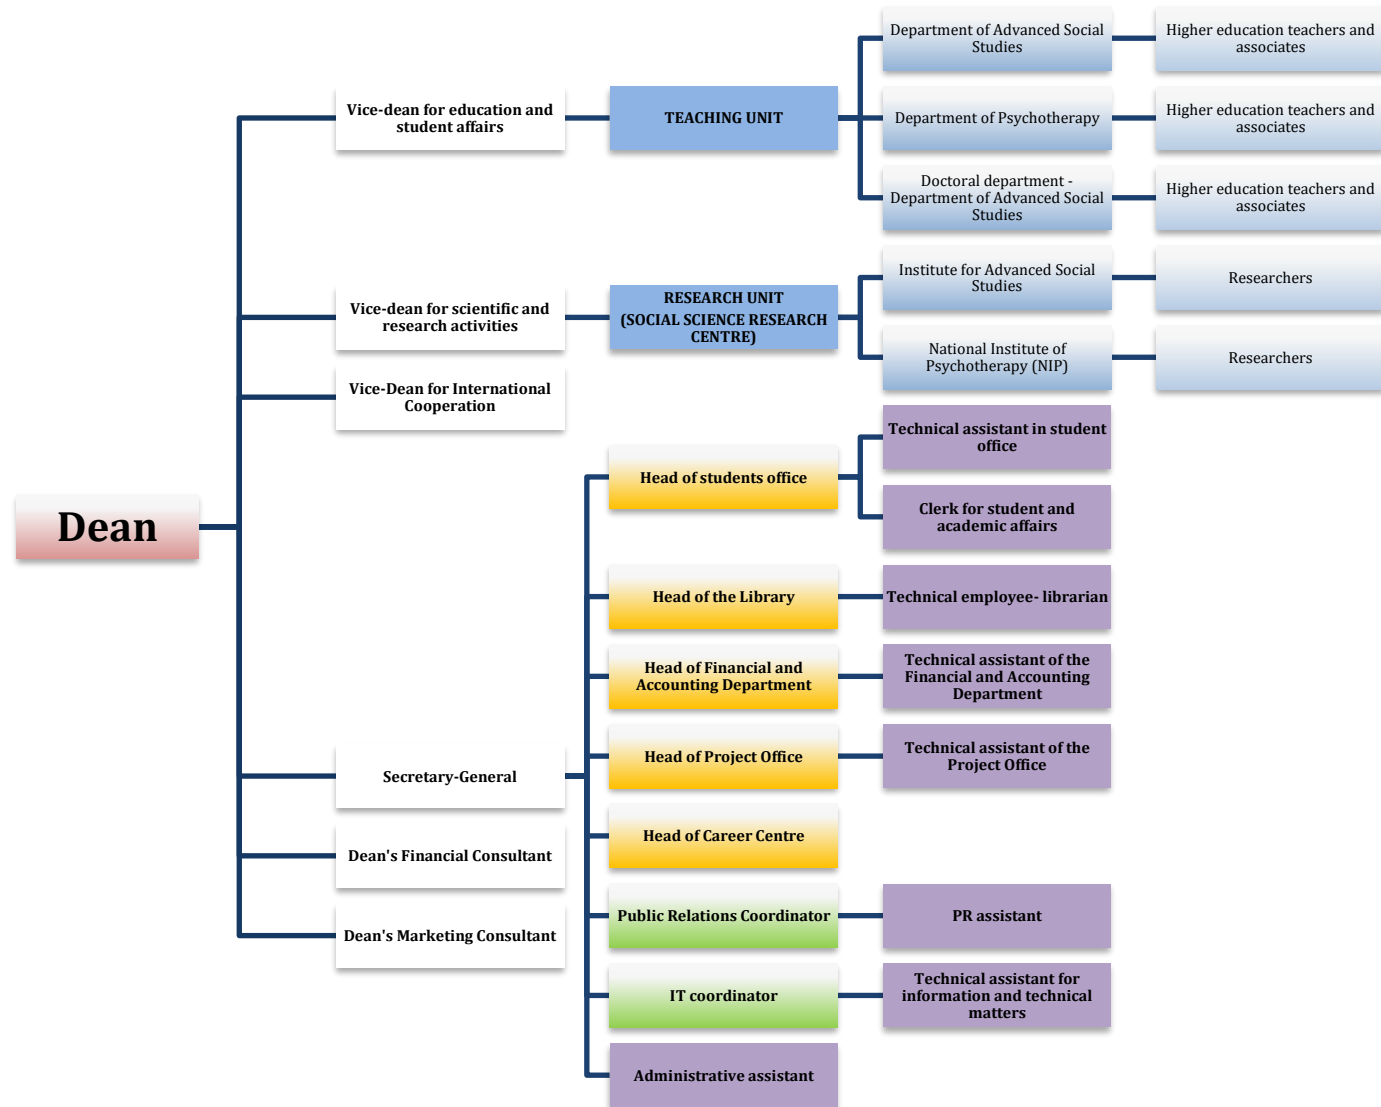 Dean
Vice-dean for education and
student affairs
TEACHING UNIT
Department of Advanced Social
Studies
Higher education teachers and
associates
Department of Psychotherapy
Higher education teachers and
associates
Doctoral department -
Department of Advanced Social
Studies
Higher education teachers and
associates
Vice-dean for scientific and
research activities
RESEARCH UNIT
(SOCIAL SCIENCE RESEARCH
CENTRE)
Institute for Advanced Social
Studies
Researchers
National Institute of
Psychotherapy (NIP)
Researchers
Vice-Dean for International
Cooperation
Secretary-General
Head of students office
Technical assistant in student
office
Clerk for student and
academic affairs
Head of the Library
Technical employee- librarian
Head of Financial and
Accounting Department
Technical assistant of the
Financial and Accounting
Department
Head of Project Office
Technical assistant of the
Project Office
Head of Career Centre
Public Relations Coordinator
PR assistant
IT coordinator
Technical assistant for
information and technical
matters
Administrative assistant
Dean's Financial Consultant
Dean's Marketing Consultant